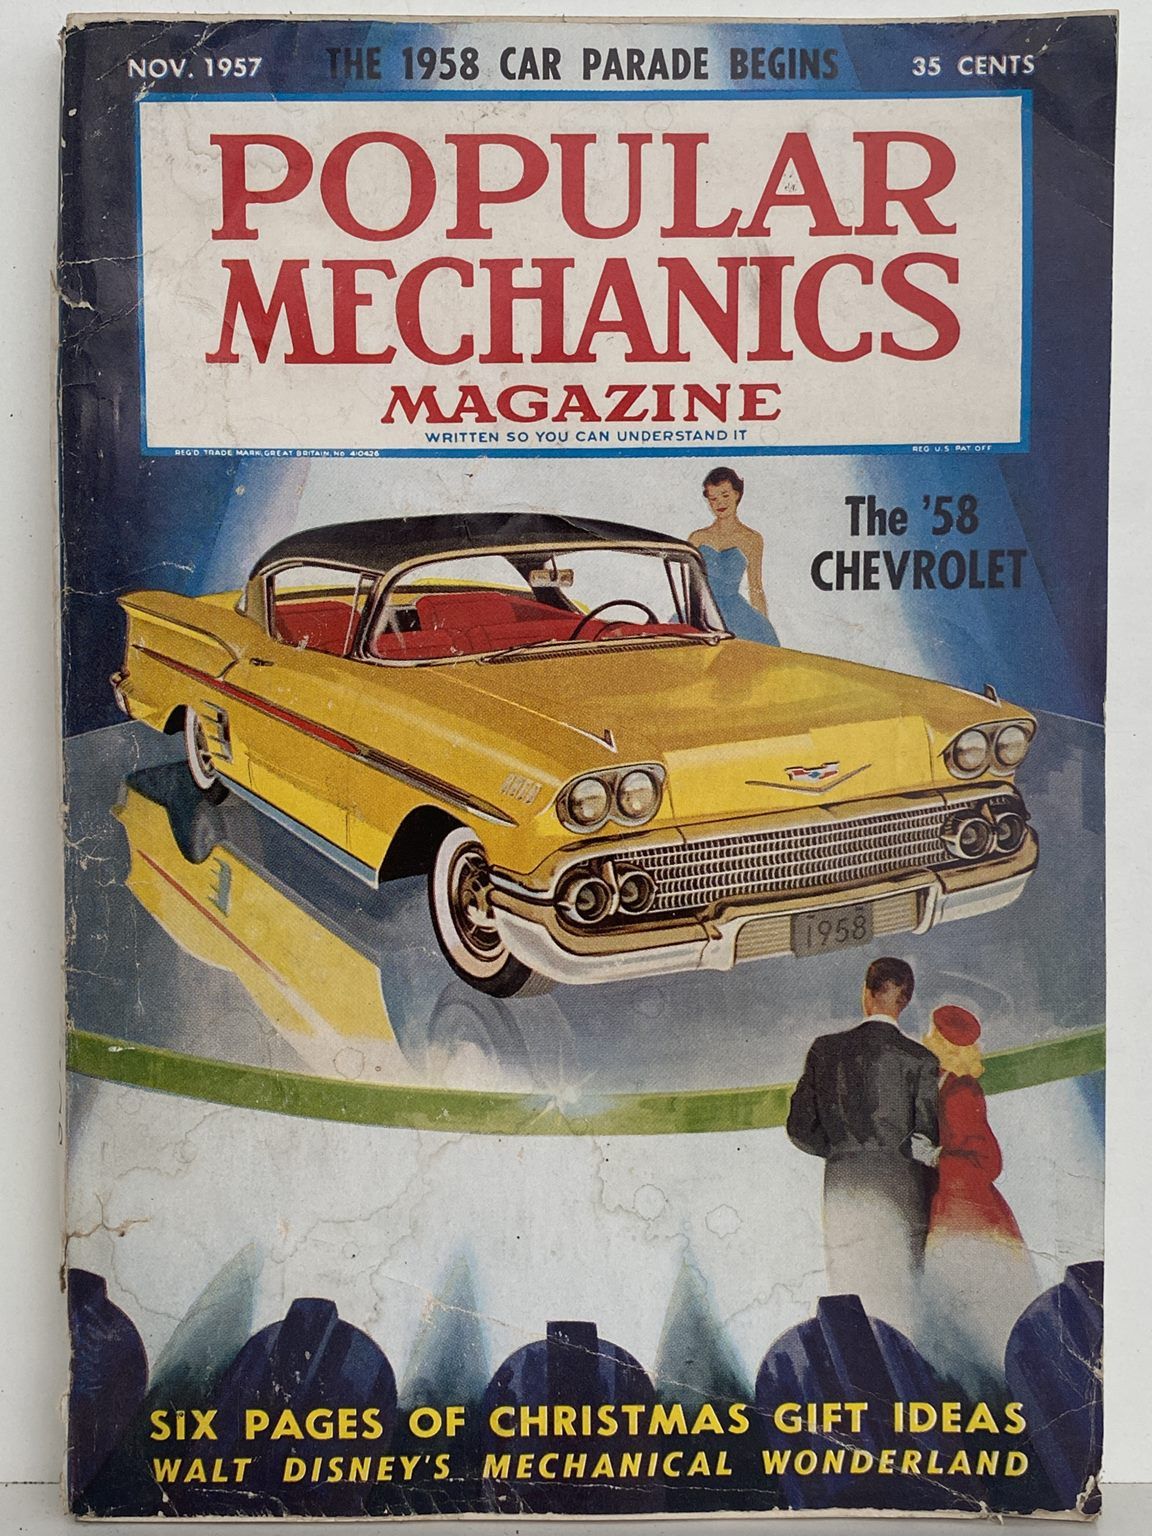 NOV. 1957 THE 1958 CAR PARADE BEGINS 35 CENTS
POPULAR
MECHANICS
MAGAZINE
WRITTEN SO YOU CAN UNDERSTAND IT
REG'D TRADE MARK, GREAT BRITAIN, No 410426 REG U.S. PAT OFF
The '58
CHEVROLET
1958
SIX PAGES OF CHRISTMAS GIFT IDEAS
WALT DISNEY'S MECHANICAL WONDERLAND